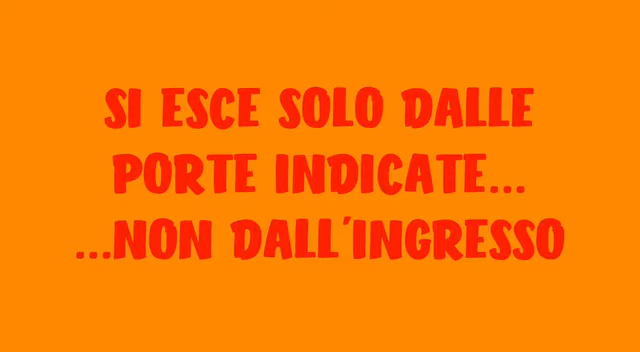 SI ESCE SOLO DALLE
PORTE INDICATE...
...NON DALL'INGRESSO